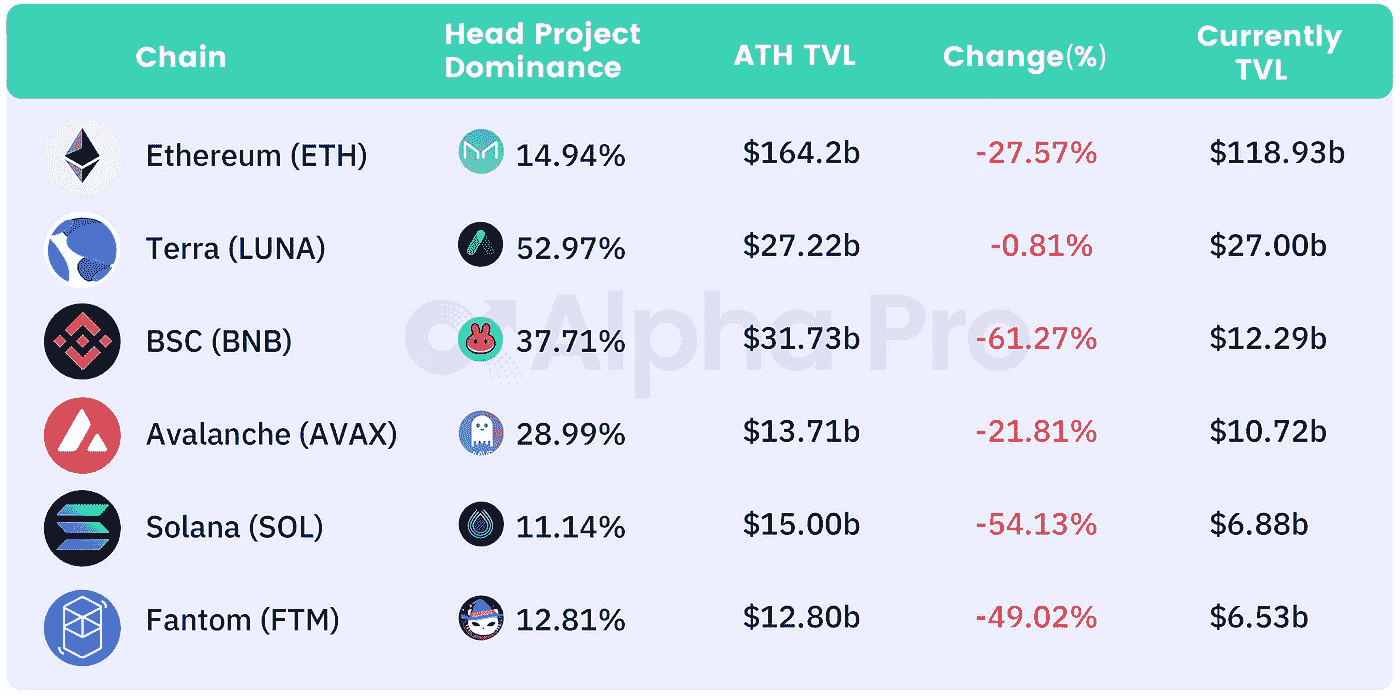 Chain Head Project Dominance ATH TVL Change(%) Currently TVL
Ethereum (ETH) 14.94% $164.2b -27.57% $118.93b
Terra (LUNA) 52.97% $27.22b -0.81% $27.00b
BSC (BNB) 37.71% $31.73b -61.27% $12.29b
Avalanche (AVAX) 28.99% $13.71b -21.81% $10.72b
Solana (SOL) 11.14% $15.00b -54.13% $6.88b
Fantom (FTM) 12.81% $12.80b -49.02% $6.53b
Alpha Pro